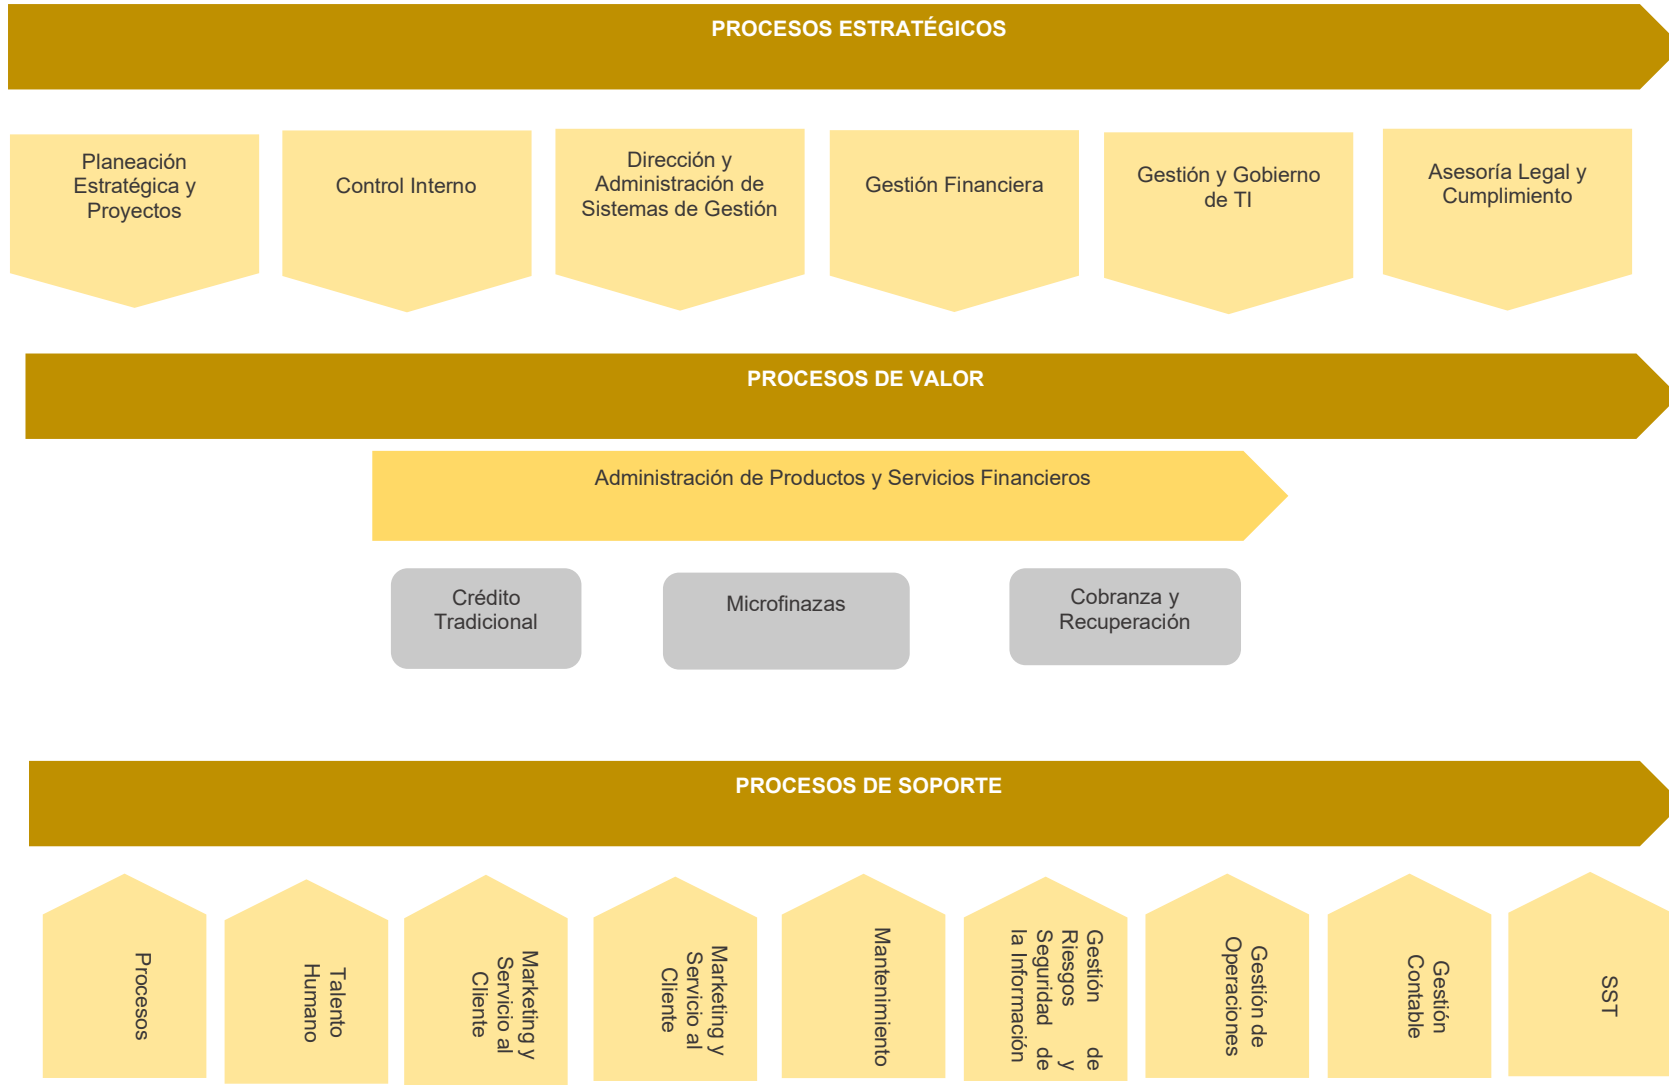 PROCESOS ESTRATÉGICOS
Planeación
Estratégica y
Proyectos
Control Interno
Dirección y
Administración de
Sistemas de Gestión
Gestión Financiera
Gestión y Gobierno
de TI
Asesoría Legal y
Cumplimiento
PROCESOS DE VALOR
Administración de Productos y Servicios Financieros
Crédito
Tradicional
Microfinazas
Cobranza y
Recuperación
PROCESOS DE SOPORTE
Procesos
Talento
Humano
Marketing y
Servicio al
Cliente
Marketing y
Servicio al
Cliente
Mantenimiento
Gestión de
Riesgos y
Seguridad de
la Información
Gestión de
Operaciones
Gestión
Contable
SST